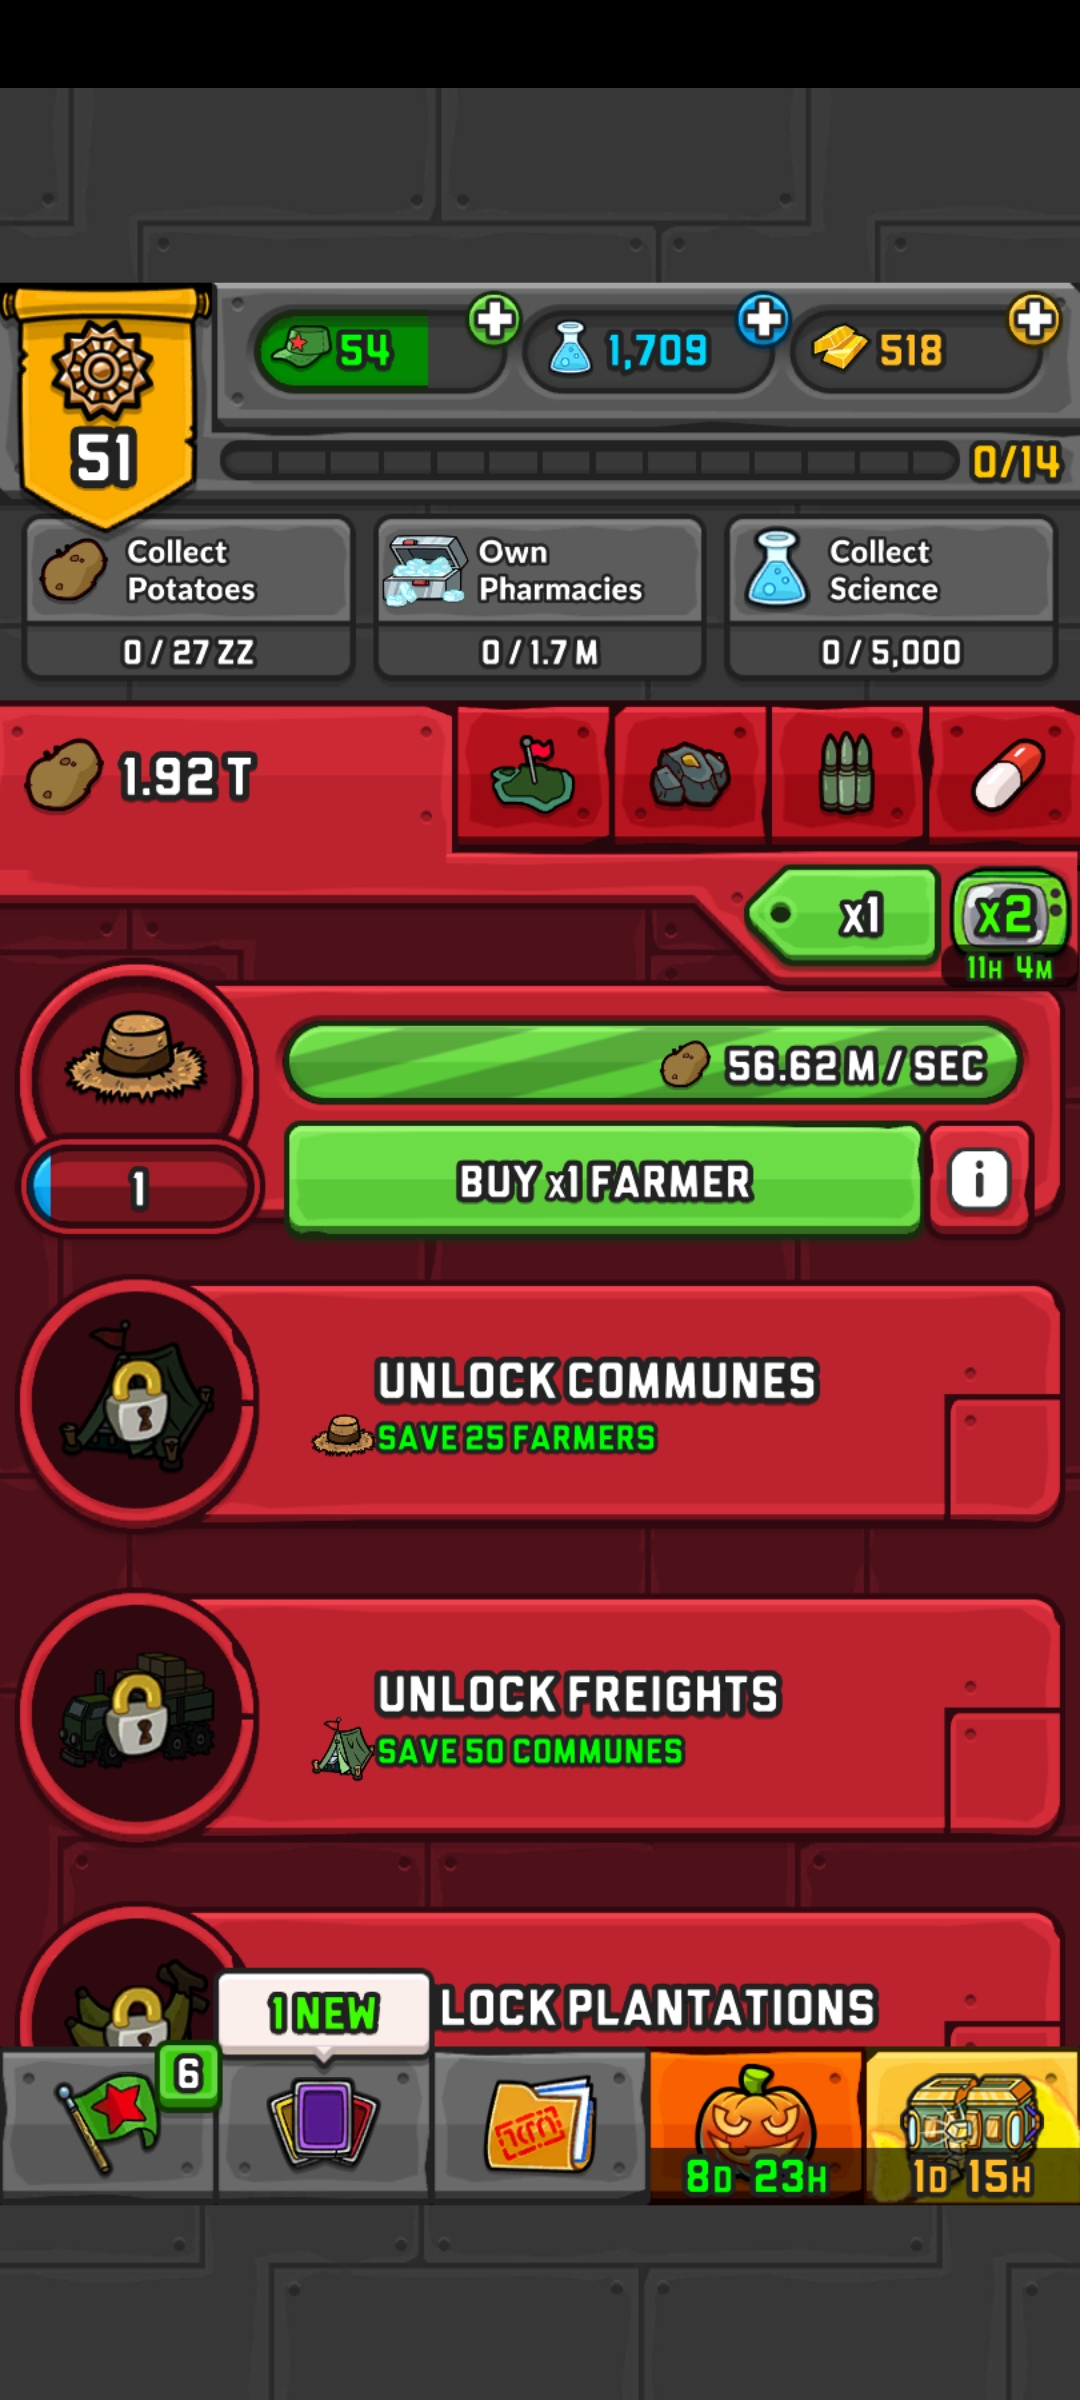 54
1,709
518
51
0/14
Collect
Potatoes
0 / 27 ZZ
Own
Pharmacies
0 / 1.7 M
Collect
Science
0 / 5,000
1.92 T
x1
x2
11H 4M
56.62 M / SEC
1
BUY x1 FARMER
i
UNLOCK COMMUNES
SAVE 25 FARMERS
UNLOCK FREIGHTS
SAVE 50 COMMUNES
LOCK PLANTATIONS
1 NEW
6
8D 23H
1D 15H